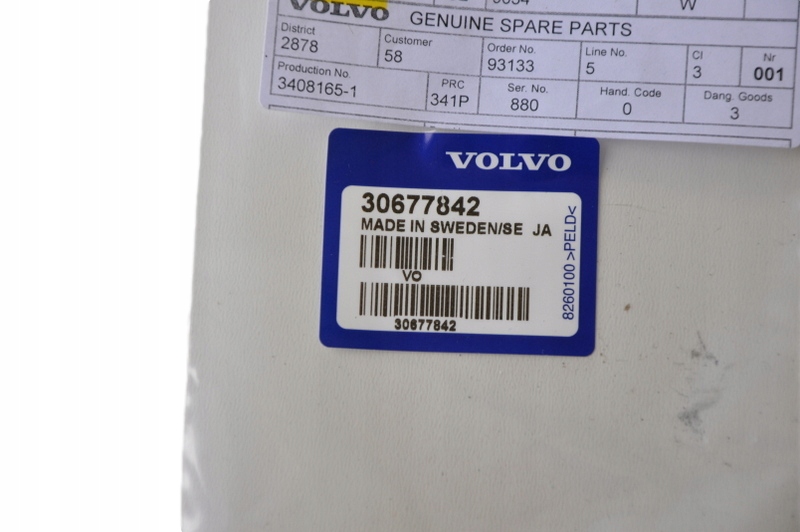 W
VOLVO GENUINE SPARE PARTS
District Customer Order No. Line No. CI Nr
2878 58 93133 5 3 001
Production No. PRC Ser. No. Hand. Code Dang. Goods
3408165-1 341P 880 0 3
VOLVO
30677842
MADE IN SWEDEN/SE JA
VO
30677842
8260100 >PELD<